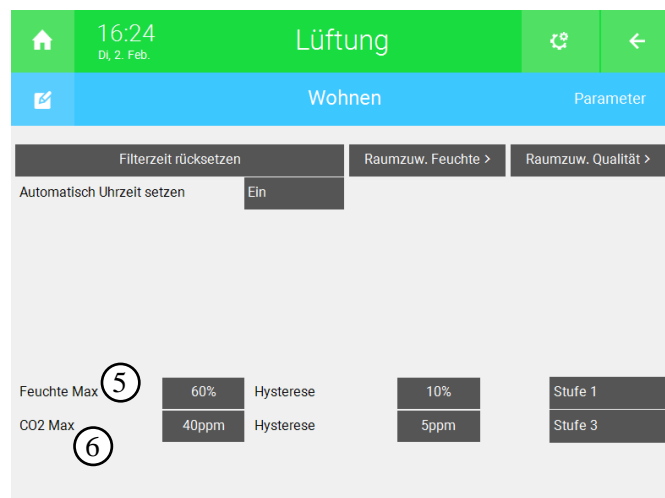 16:24
Di, 2. Feb.
Lüftung
Wohnen
Parameter
Filterzeit rücksetzen
Raumzuw. Feuchte >
Raumzuw. Qualität >
Automatisch Uhrzeit setzen
Ein
Feuchte Max
5
60%
Hysterese
10%
Stufe 1
CO2 Max
6
40ppm
Hysterese
5ppm
Stufe 3